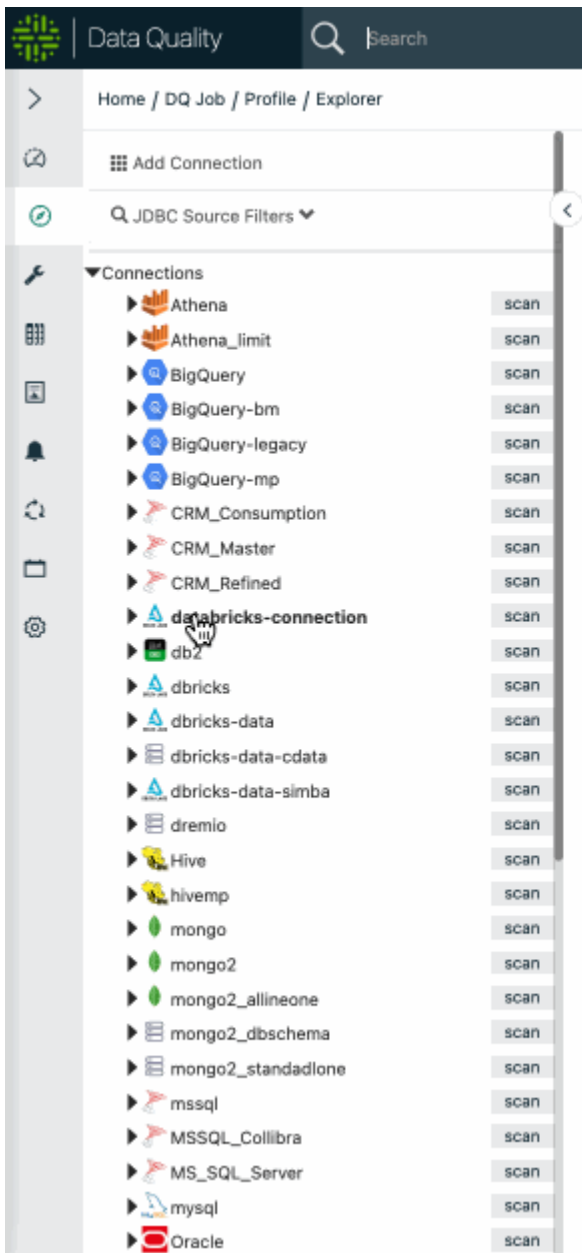 Data Quality
Search
Home / DQ Job / Profile / Explorer
Add Connection
JDBC Source Filters
Connections
Athena scan
Athena_limit scan
BigQuery scan
BigQuery-bm scan
BigQuery-legacy scan
BigQuery-mp scan
CRM_Consumption scan
CRM_Master scan
CRM_Refined scan
databricks-connection scan
db2 scan
dbricks scan
dbricks-data scan
dbricks-data-cdata scan
dbricks-data-simba scan
dremio scan
Hive scan
hivemp scan
mongo scan
mongo2 scan
mongo2_allineone scan
mongo2_dbschema scan
mongo2_standadlone scan
mssql scan
MSSQL_Collibra scan
MS_SQL_Server scan
mysql scan
Oracle scan